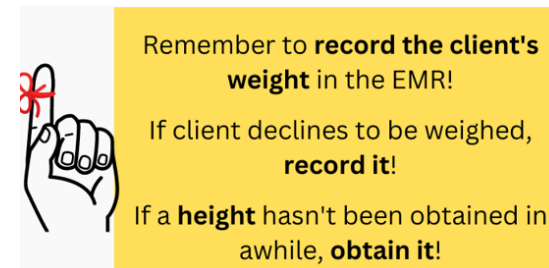 Remember to record the client's
weight in the EMR!
If client declines to be weighed,
record it!
If a height hasn't been obtained in
awhile, obtain it!